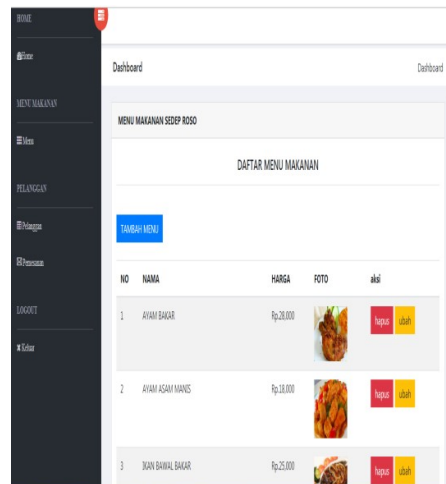 HOME
Home
MENU MAKANAN
Menu
PELANGGAN
Pelanggan
Pemesanan
LOGOUT
Keluar
Dashboard Dashboard
MENU MAKANAN SEDEP ROSO
DAFTAR MENU MAKANAN
TAMBAH MENU
NO NAMA HARGA FOTO aksi
1 AYAM BAKAR Rp.28,000 hapus ubah
2 AYAM ASAM MANIS Rp.18,000 hapus ubah
3 IKAN BAWAL BAKAR Rp.25,000 hapus ubah